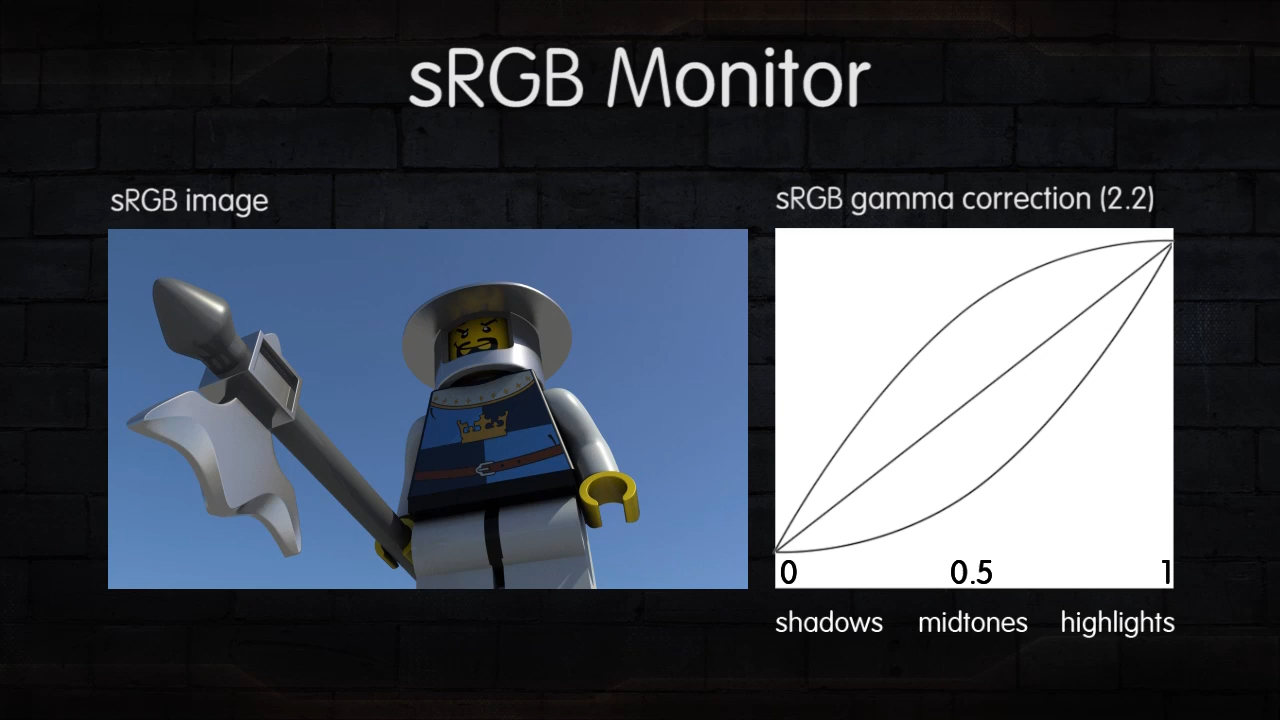 sRGB Monitor
sRGB image
sRGB gamma correction (2.2)
0 0.5 1
shadows midtones highlights